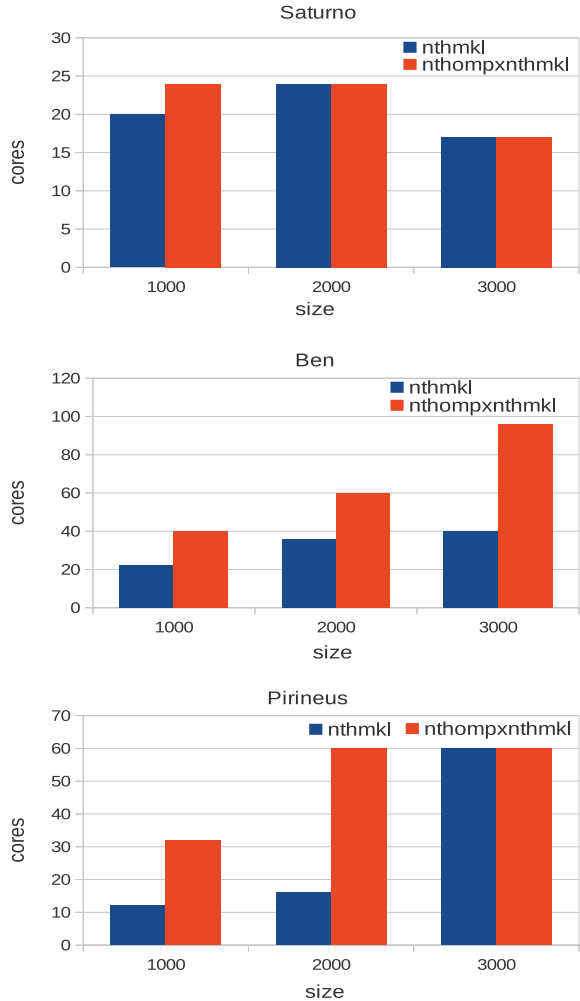 Saturno
30
25
20
15
10
5
0
cores
nthmkl
nthompxnthmkl
1000 2000 3000
size
Ben
120
100
80
60
40
20
0
cores
nthmkl
nthompxnthmkl
1000 2000 3000
size
Pirineus
70
60
50
40
30
20
10
0
cores
nthmkl nthompxnthmkl
1000 2000 3000
size